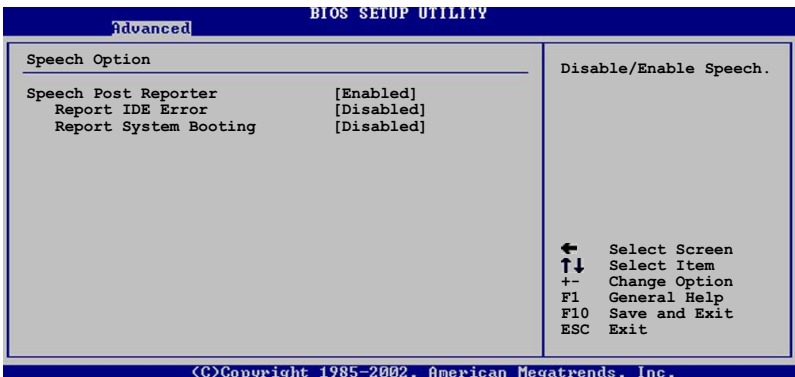 BIOS SETUP UTILITY
Advanced
Speech Option
Speech Post Reporter [Enabled]
Report IDE Error [Disabled]
Report System Booting [Disabled]
Disable/Enable Speech.
← Select Screen
↑↓ Select Item
+- Change Option
F1 General Help
F10 Save and Exit
ESC Exit
(C)Copyright 1985-2002, American Megatrends, Inc.